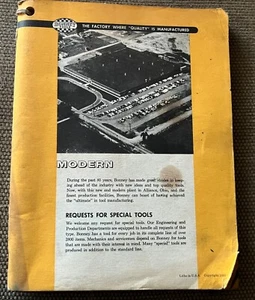 THE FACTORY WHERE "QUALITY" IS MANUFACTURED
MODERN
During the past 80 years, Bonney has made great strides in keep-
ing ahead of the industry with new ideas and top quality tools.
Now, with this new and modern plant in Alliance, Ohio, and the
finest production facilities, Bonney can boast of having achieved
the "ultimate" in tool manufacturing.
REQUESTS FOR SPECIAL TOOLS
We welcome any request for special tools. Our Engineering and
Production Departments are equipped to handle all requests of this
type. Bonney has a tool for every job in its complete line of over
2400 items. Mechanics and servicemen depend on Bonney for tools
that are made with their interest in mind. Many "special" tools are
produced in addition to the standard line.